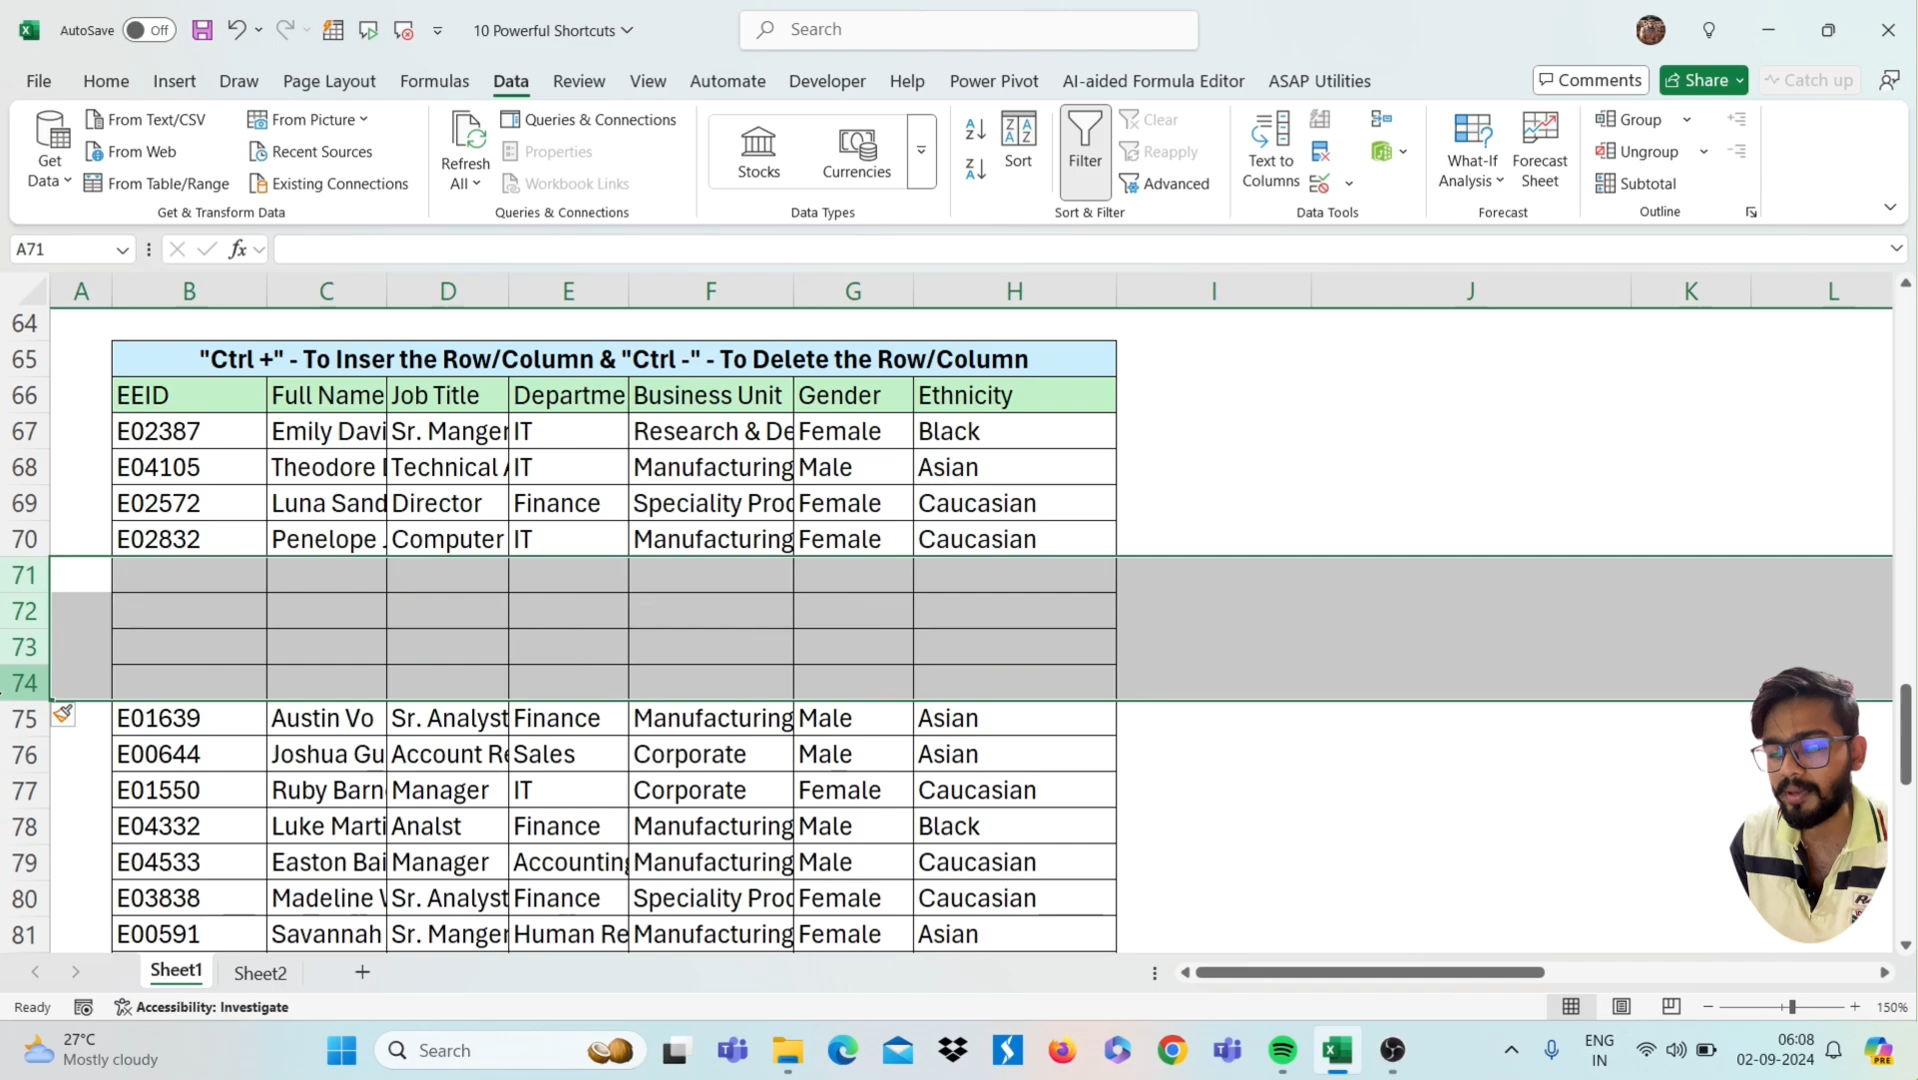 AutoSave Off 10 Powerful Shortcuts Search
File Home Insert Draw Page Layout Formulas Data Review View Automate Developer Help Power Pivot AI-aided Formula Editor ASAP Utilities Comments Share Catch up
Get Data From Text/CSV From Web From Table/Range From Picture Recent Sources Existing Connections
Get & Transform Data
Refresh All Queries & Connections Properties Workbook Links
Queries & Connections
Stocks Currencies
Data Types
Sort Filter Clear Reapply Advanced
Sort & Filter
Text to Columns
Data Tools
What-If Analysis Forecast Sheet
Forecast
Group Ungroup Subtotal
Outline
A71 fx
A B C D E F G H I J K L
64
65 "Ctrl +" - To Inser the Row/Column & "Ctrl -" - To Delete the Row/Column
66 EEID Full Name Job Title Departme Business Unit Gender Ethnicity
67 E02387 Emily Davi Sr. Manger IT Research & De Female Black
68 E04105 Theodore Technical IT Manufacturing Male Asian
69 E02572 Luna Sand Director Finance Speciality Proc Female Caucasian
70 E02832 Penelope Computer IT Manufacturing Female Caucasian
71
72
73
74
75 E01639 Austin Vo Sr. Analyst Finance Manufacturing Male Asian
76 E00644 Joshua Gu Account Re Sales Corporate Male Asian
77 E01550 Ruby Barn Manager IT Corporate Female Caucasian
78 E04332 Luke Marti Analst Finance Manufacturing Male Black
79 E04533 Easton Bai Manager Accounting Manufacturing Male Caucasian
80 E03838 Madeline Sr. Analyst Finance Speciality Proc Female Caucasian
81 E00591 Savannah Sr. Manger Human Re Manufacturing Female Asian
Sheet1 Sheet2
Ready Accessibility: Investigate 150%
27°C
Mostly cloudy
Search
ENG
IN
06:08
02-09-2024
PRE